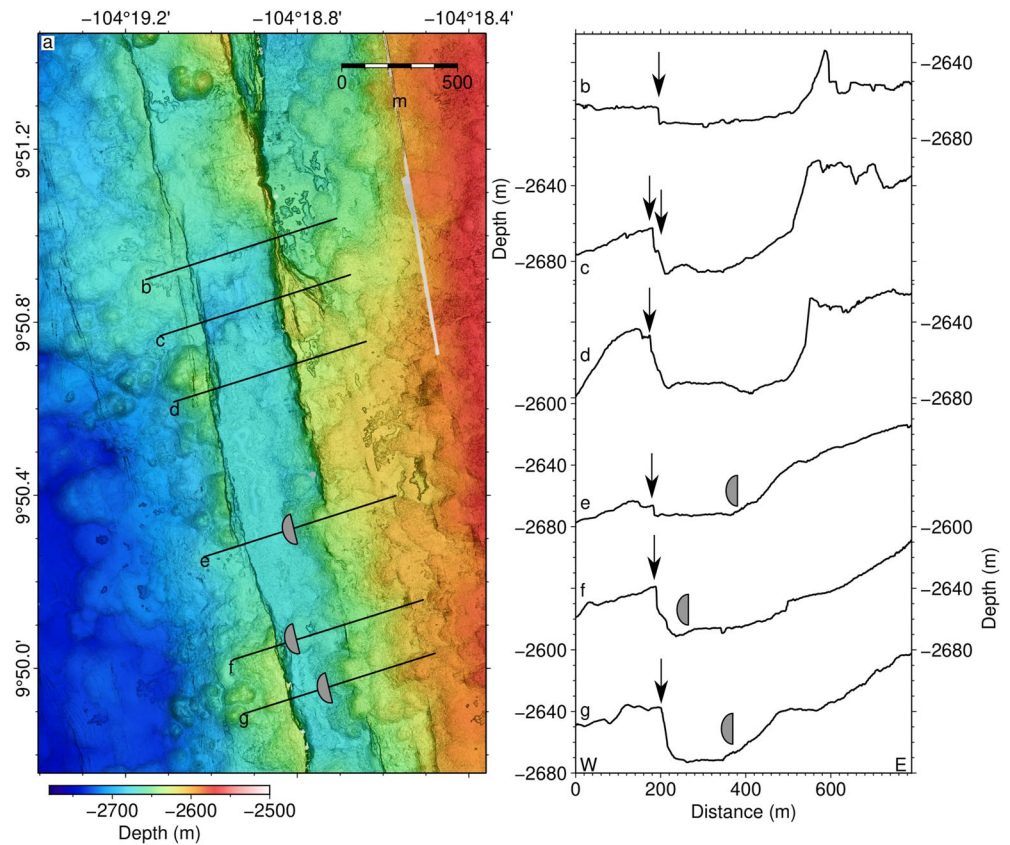 −104°19.2' −104°18.8' −104°18.4'
a
0 500
m
9°51.2'
9°50.8'
9°50.4'
9°50.0'
b
c
d
e
f
g
−2700 −2600 −2500
Depth (m)
b
−2640
−2680
−2640
Depth (m)
−2680
c
−2640
d
−2680
−2600
−2640
e
−2680
−2600
f
−2640
Depth (m)
−2600
−2680
g
−2640
−2680
W E
0 200 400 600
Distance (m)